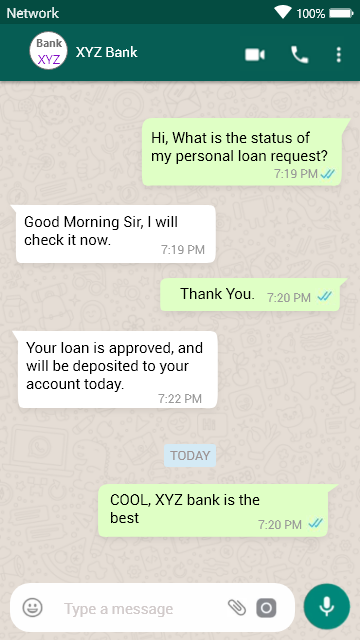 Network 100%
Bank
XYZ
XYZ Bank
Hi, What is the status of
my personal loan request?
7:19 PM
Good Morning Sir, I will
check it now.
7:19 PM
Thank You. 7:20 PM
Your loan is approved, and
will be deposited to your
account today.
7:22 PM
TODAY
COOL, XYZ bank is the
best
7:20 PM
Type a message